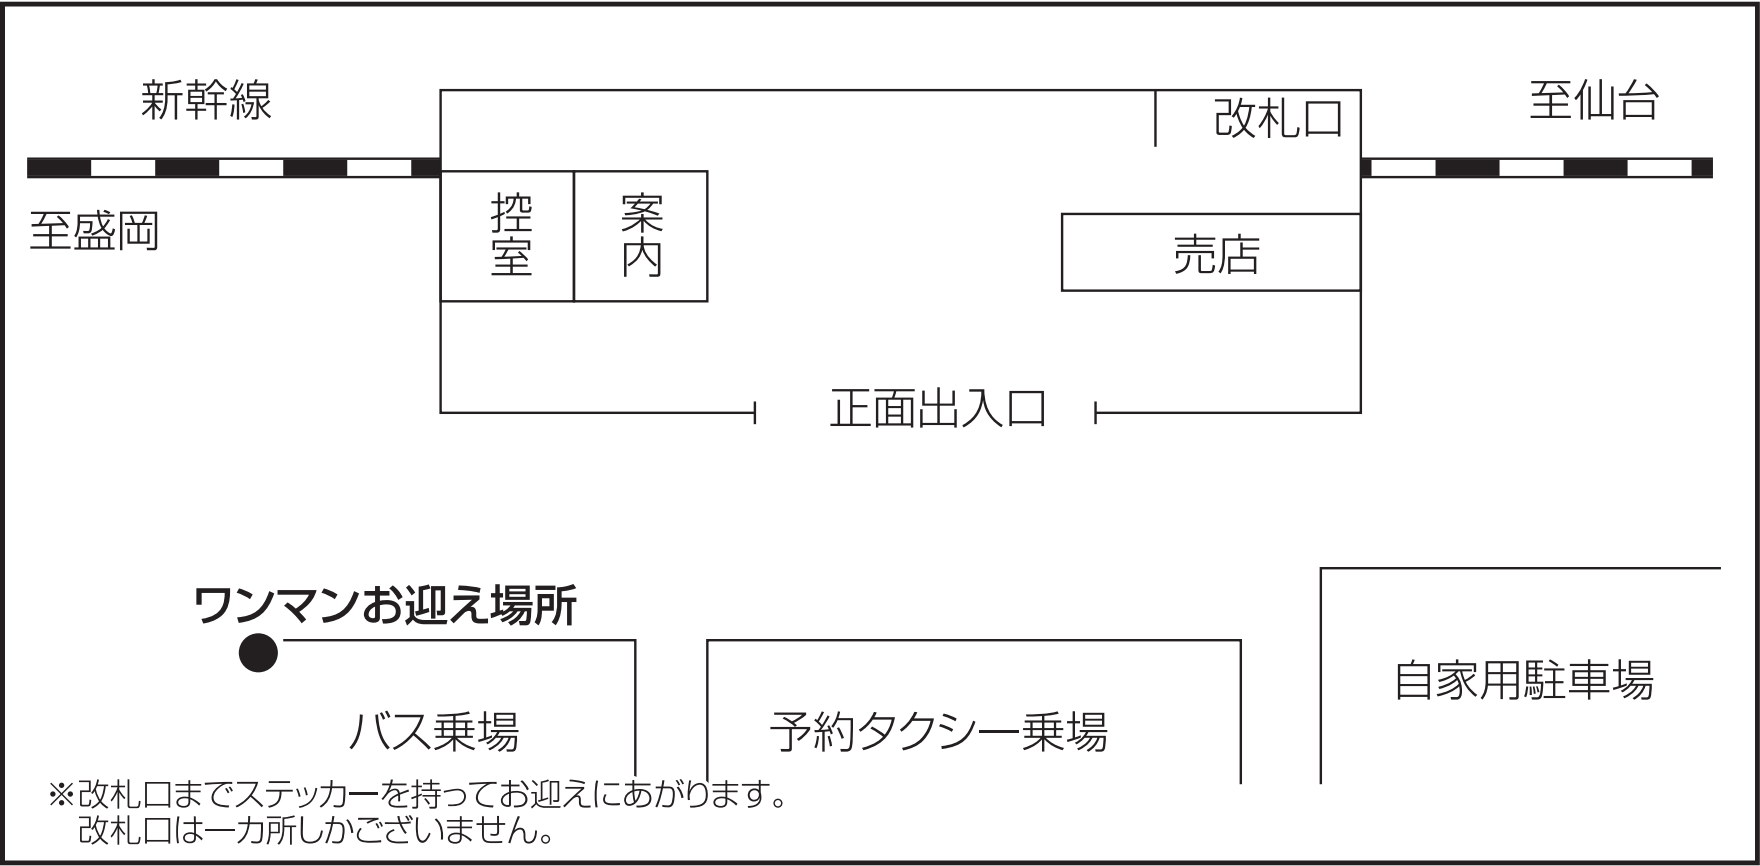 新幹線
至盛岡
改札口
至仙台
控室
案内
売店
正面出入口
ワンマンお迎え場所
バス乗場
予約タクシー乗場
自家用駐車場
※改札口までステッカーを持ってお迎えにあがります。
改札口は一カ所しかございません。